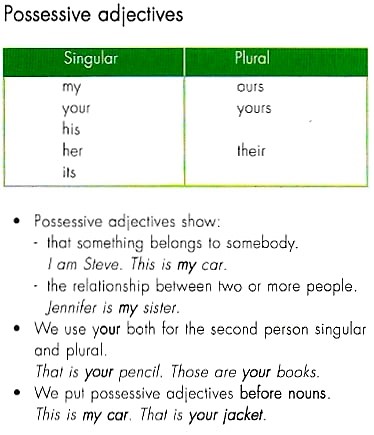 Possessive adjectives
Singular Plural
my ours
your yours
his
her their
its
• Possessive adjectives show:
- that something belongs to somebody.
I am Steve. This is my car.
- the relationship between two or more people.
Jennifer is my sister.
• We use your both for the second person singular
and plural.
That is your pencil. Those are your books.
• We put possessive adjectives before nouns.
This is my car. That is your jacket.